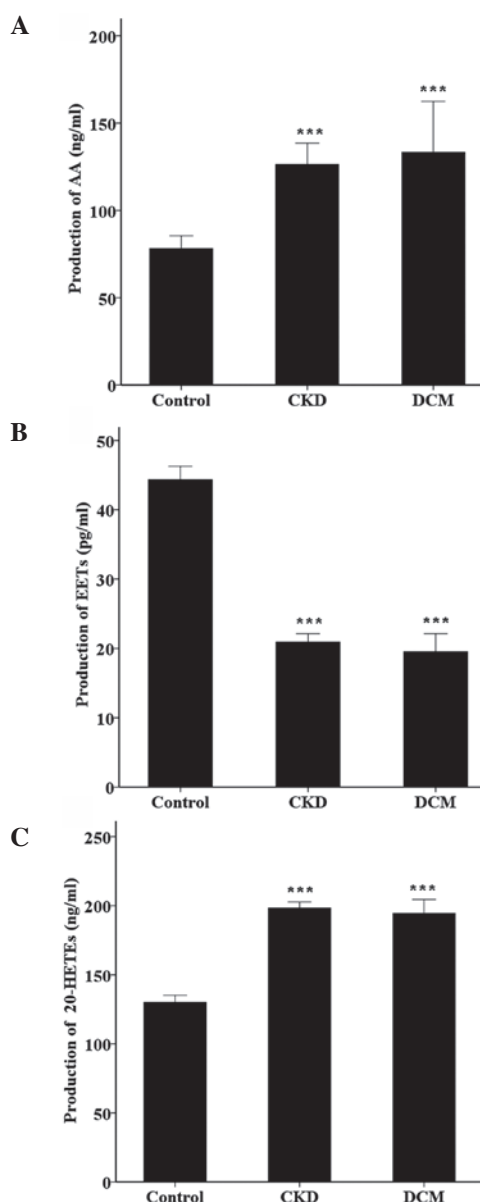 A
Production of AA (ng/ml)
200
150
100
50
0
***
***
Control CKD DCM
B
Production of EETs (pg/ml)
50
40
30
20
10
0
***
***
Control CKD DCM
C
Production of 20-HETEs (ng/ml)
250
200
150
100
50
0
***
***
Control CKD DCM